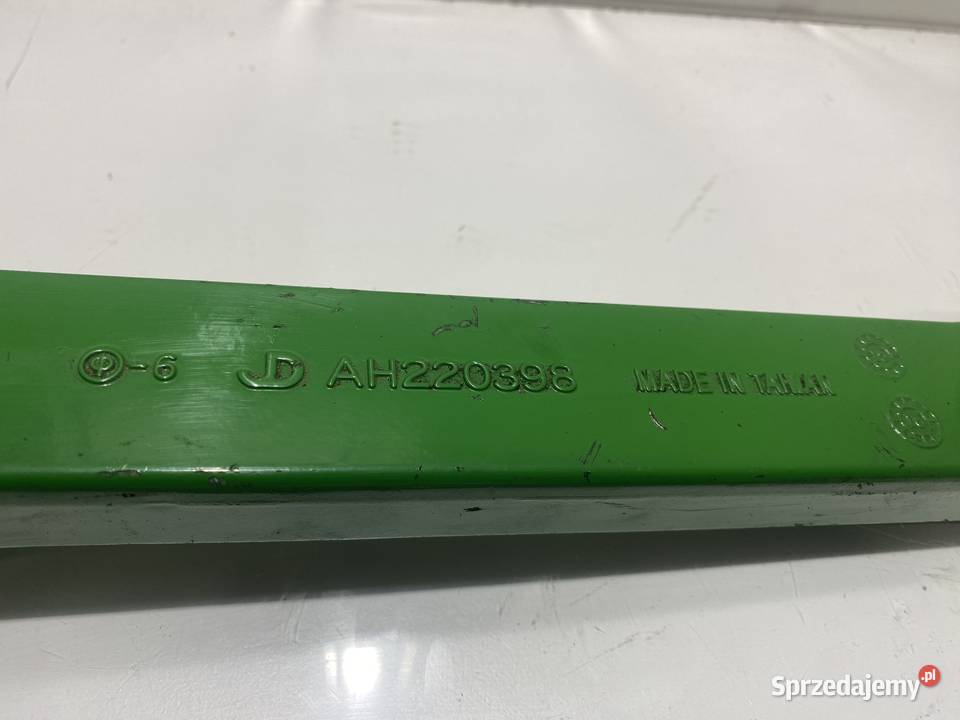 -6 JD AH220398 MADE IN TAIWAN
Sprzedajemy.pl